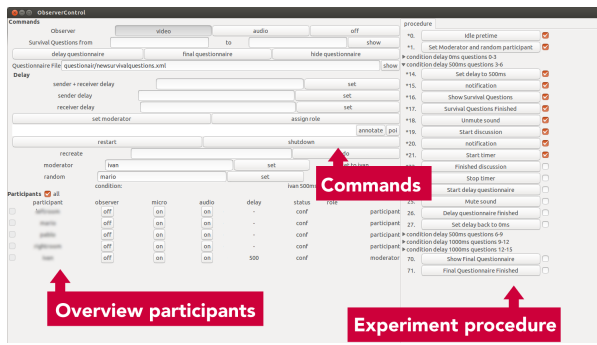 ObserverControl
Commands
Observer video audio off
Survival Questions from to show
delay questionnaire final questionnaire hide questionnaire
Questionnaire File questionair/newsurvivalquestions.xml show
Delay
sender + receiver delay set
sender delay set
receiver delay set
set moderator assign role
annotate poi
restart shutdown
recreate
moderator ivan set
random mario set
condition: ivan 500m
Participants all
participant observer micro audio delay status role
off on on - conf participant
off on on - conf participant
off on on - conf participant
off on on - conf participant
off on on 500 conf moderator
procedure
*0. Idle pretime
*1. Set Moderator and random participant
condition delay 0ms questions 0-3
condition delay 500ms questions 3-6
*14. Set delay to 500ms
*15. notification
*16. Show Survival Questions
*17. Survival Questions Finished
*18. Unmute sound
*19. Start discussion
*20. notification
*21. Start timer
Finished discussion
Stop timer
Start delay questionnaire
25. Mute sound
26. Delay questionnaire finished
27. Set delay back to 0ms
condition delay 500ms questions 6-9
condition delay 1000ms questions 9-12
condition delay 1000ms questions 12-15
70. Show Final Questionnaire
71. Final Questionnaire Finished
Commands
Overview participants
Experiment procedure